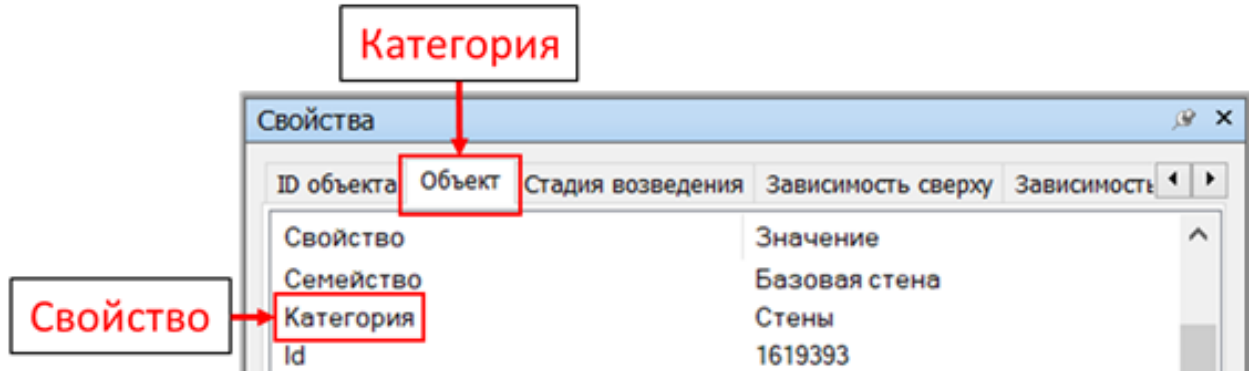 Категория
Свойства
ID объекта Объект Стадия возведения Зависимость сверху Зависимость
Свойство Значение
Семейство Базовая стена
Свойство
Категория Стены
Id 1619393